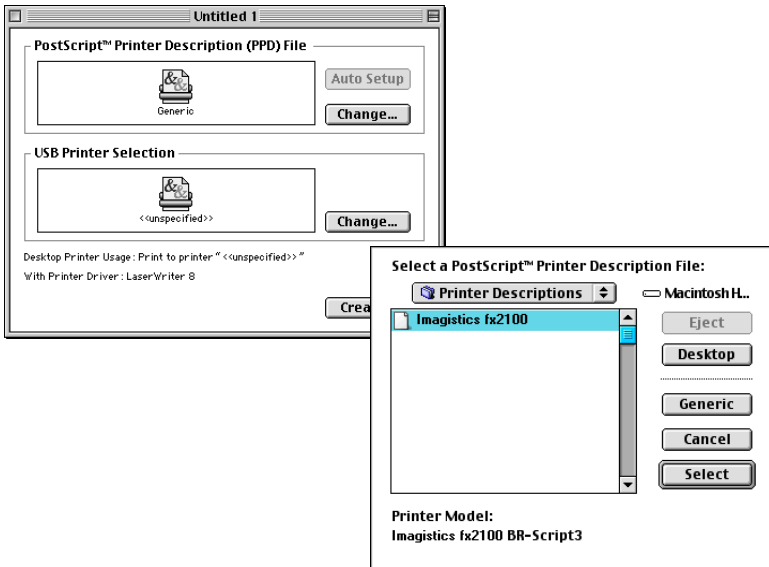 Untitled 1
PostScript™ Printer Description (PPD) File
Generic
Auto Setup
Change...
USB Printer Selection
<<unspecified>>
Change...
Desktop Printer Usage: Print to printer "<<unspecified>>"
With Printer Driver: LaserWriter 8
Crea
Select a PostScript™ Printer Description File:
Printer Descriptions
Macintosh H...
Imagistics fx2100
Eject
Desktop
Generic
Cancel
Select
Printer Model:
Imagistics fx2100 BR-Script3